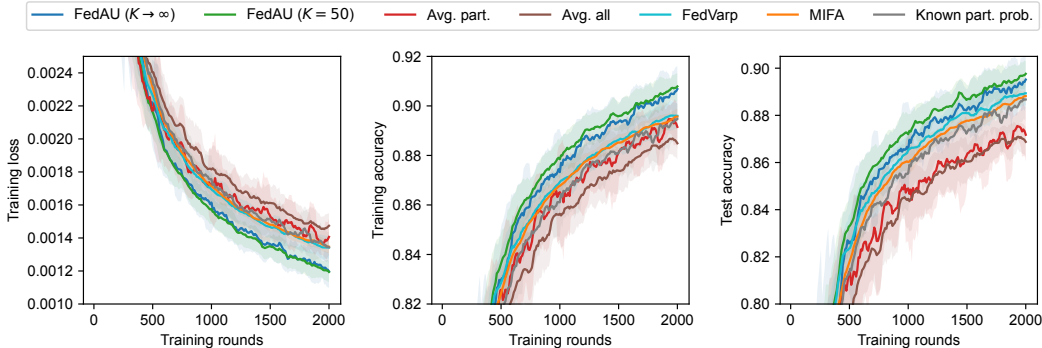 FedAU (K → ∞) FedAU (K = 50) Avg. part. Avg. all FedVarp MIFA Known part. prob.
0.0024
0.0022
0.0020
0.0018
0.0016
0.0014
0.0012
0.0010
Training loss
0 500 1000 1500 2000
Training rounds
0.92
0.90
0.88
0.86
0.84
0.82
Training accuracy
0 500 1000 1500 2000
Training rounds
0.90
0.88
0.86
0.84
0.82
0.80
Test accuracy
0 500 1000 1500 2000
Training rounds